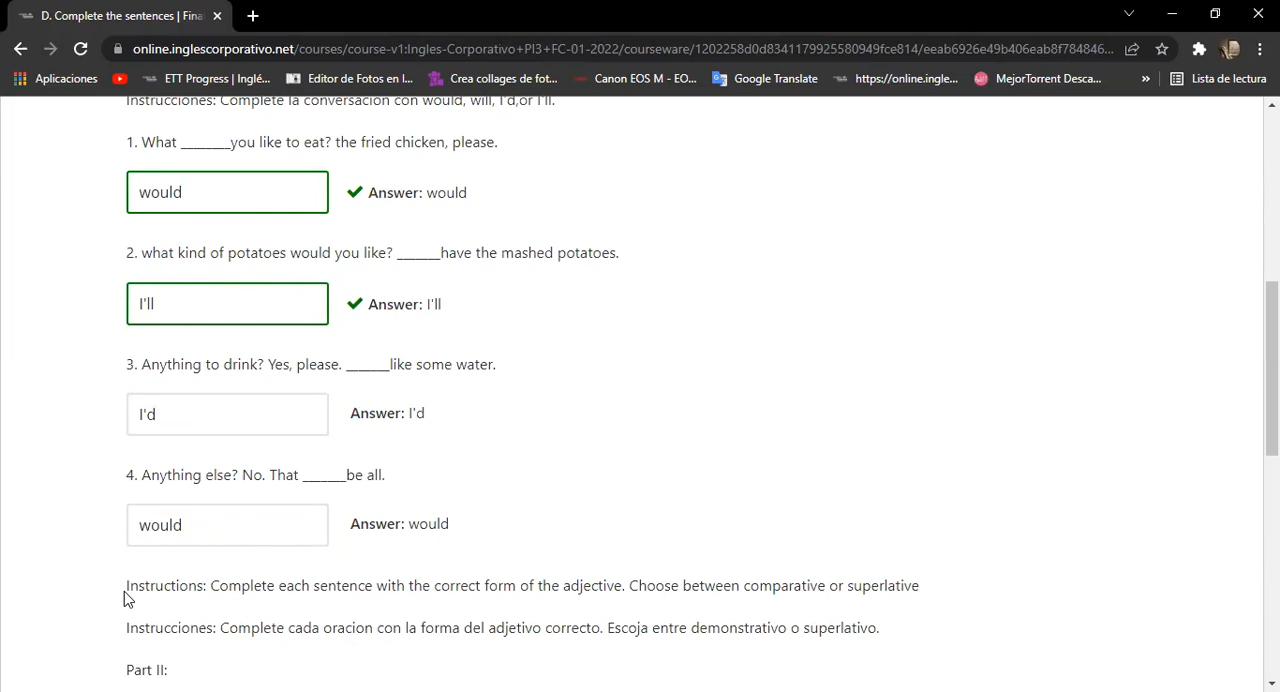 D. Complete the sentences | Fina
online.inglescorporativo.net/courses/course-v1:Ingles-Corporativo+PI3+FC-01-2022/courseware/1202258d0d8341179925580949fce814/eeab6926e49b406eab8f784846...
Aplicaciones ETT Progress | Inglé... Editor de Fotos en l... Crea collages de fot... Canon EOS M - EO... Google Translate https://online.ingle... MejorTorrent Desca... » Lista de lectura
Instrucciones: Complete la conversacion con would, will, I'd,or I'll.
1. What _______you like to eat? the fried chicken, please.
would Answer: would
2. what kind of potatoes would you like? ______have the mashed potatoes.
I'll Answer: I'll
3. Anything to drink? Yes, please. ______like some water.
I'd Answer: I'd
4. Anything else? No. That ______be all.
would Answer: would
Instructions: Complete each sentence with the correct form of the adjective. Choose between comparative or superlative
Instrucciones: Complete cada oracion con la forma del adjetivo correcto. Escoja entre demonstrativo o superlativo.
Part II: